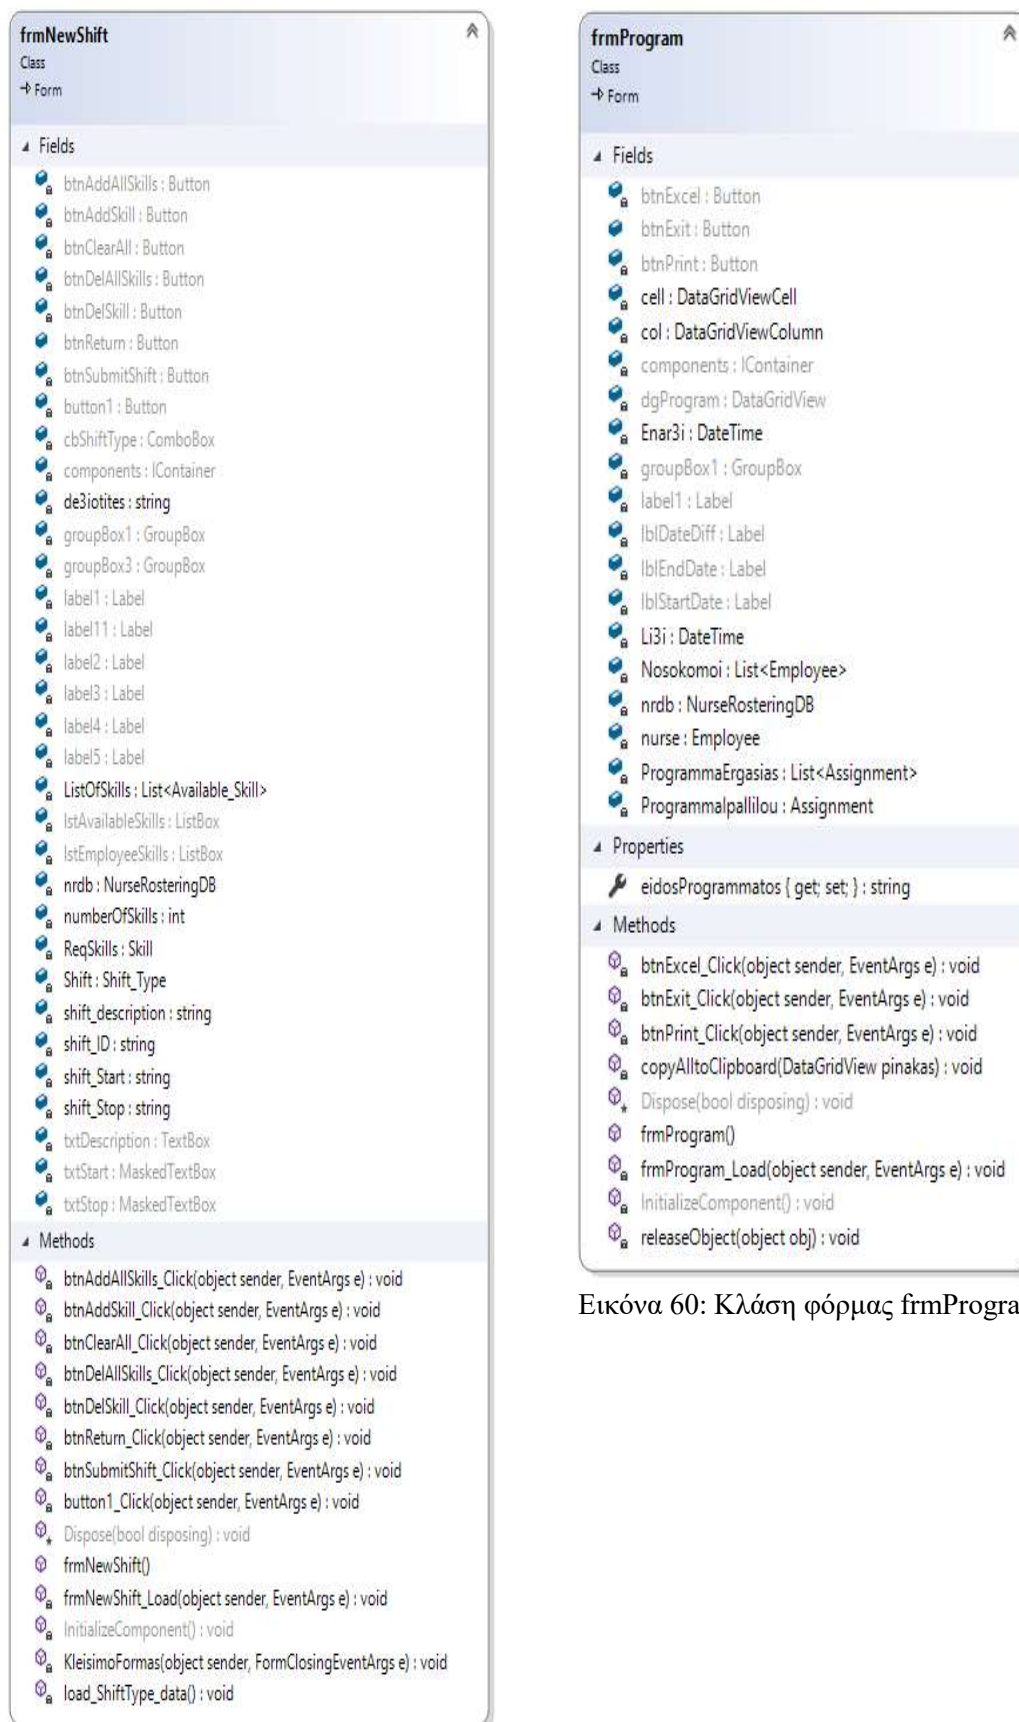 frmNewShift
Class
Form
Fields
btnAddAllSkills : Button
btnAddSkill : Button
btnClearAll : Button
btnDelAllSkills : Button
btnDelSkill : Button
btnReturn : Button
btnSubmitShift : Button
button1 : Button
cbShiftType : ComboBox
components : IContainer
de3iotites : string
groupBox1 : GroupBox
groupBox3 : GroupBox
label1 : Label
label11 : Label
label2 : Label
label3 : Label
label4 : Label
label5 : Label
ListOfSkills : List<Available_Skill>
lstAvailableSkills : ListBox
lstEmployeeSkills : ListBox
nrdb : NurseRosteringDB
numberOfSkills : int
ReqSkills : Skill
Shift : Shift_Type
shift_description : string
shift_ID : string
shift_Start : string
shift_Stop : string
txtDescription : TextBox
txtStart : MaskedTextBox
txtStop : MaskedTextBox
Methods
btnAddAllSkills_Click(object sender, EventArgs e) : void
btnAddSkill_Click(object sender, EventArgs e) : void
btnClearAll_Click(object sender, EventArgs e) : void
btnDelAllSkills_Click(object sender, EventArgs e) : void
btnDelSkill_Click(object sender, EventArgs e) : void
btnReturn_Click(object sender, EventArgs e) : void
btnSubmitShift_Click(object sender, EventArgs e) : void
button1_Click(object sender, EventArgs e) : void
Dispose(bool disposing) : void
frmNewShift()
frmNewShift_Load(object sender, EventArgs e) : void
InitializeComponent() : void
KleisimoFormas(object sender, FormClosingEventArgs e) : void
load_ShiftType_data() : void
frmProgram
Class
Form
Fields
btnExcel : Button
btnExit : Button
btnPrint : Button
cell : DataGridViewCell
col : DataGridViewColumn
components : IContainer
dgProgram : DataGridView
Enar3i : DateTime
groupBox1 : GroupBox
label1 : Label
lblDateDiff : Label
lblEndDate : Label
lblStartDate : Label
Li3i : DateTime
Nosokomoi : List<Employee>
nrdb : NurseRosteringDB
nurse : Employee
ProgrammaErgasias : List<Assignment>
ProgrammaIpallilou : Assignment
Properties
eidosProgrammatos { get; set; } : string
Methods
btnExcel_Click(object sender, EventArgs e) : void
btnExit_Click(object sender, EventArgs e) : void
btnPrint_Click(object sender, EventArgs e) : void
copyAlltoClipboard(DataGridView pinakas) : void
Dispose(bool disposing) : void
frmProgram()
frmProgram_Load(object sender, EventArgs e) : void
InitializeComponent() : void
releaseObject(object obj) : void
Εικόνα 60: Κλάση φόρμας frmProgra